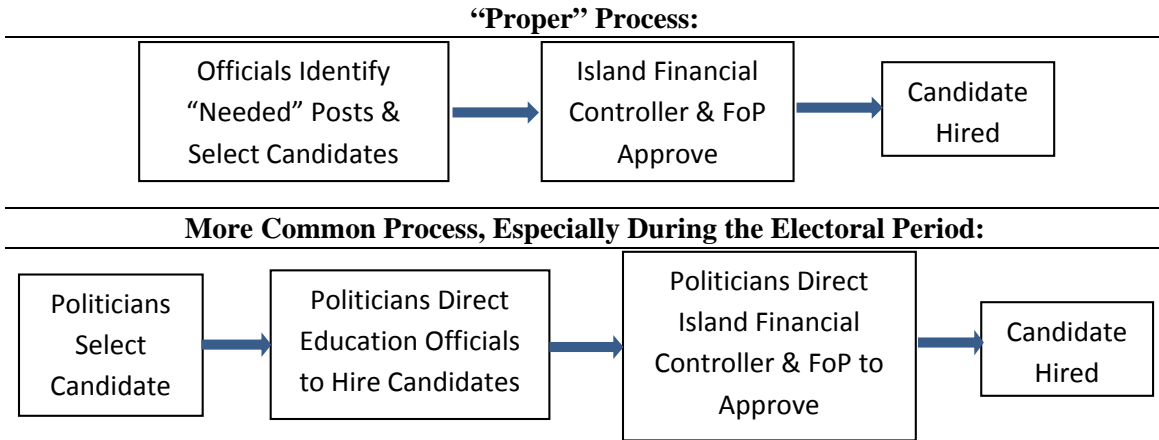 “Proper” Process:
Officials Identify
“Needed” Posts &
Select Candidates
Island Financial
Controller & FoP
Approve
Candidate
Hired
More Common Process, Especially During the Electoral Period:
Politicians
Select
Candidate
Politicians Direct
Education Officials
to Hire Candidates
Politicians Direct
Island Financial
Controller & FoP to
Approve
Candidate
Hired